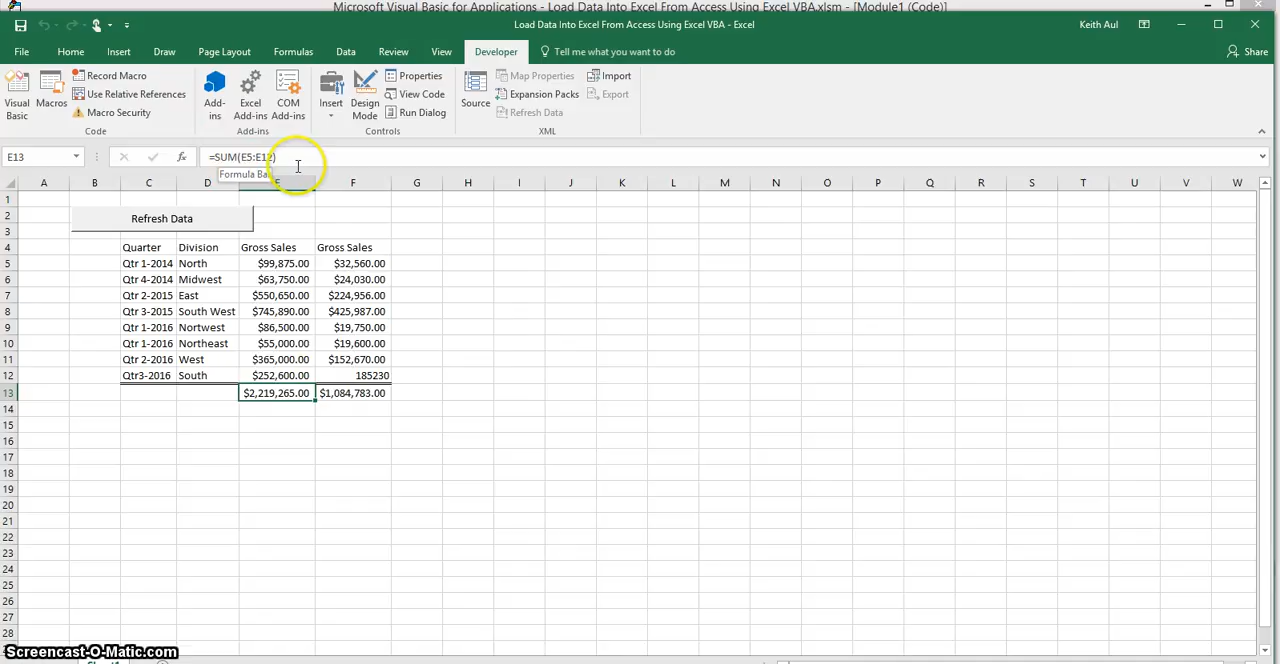 Microsoft Visual Basic for Applications - Load Data Into Excel From Access Using Excel VBA.xlsm - [Module1 (Code)]
Load Data Into Excel From Access Using Excel VBA - Excel
Keith Aul
File Home Insert Draw Page Layout Formulas Data Review View Developer Tell me what you want to do Share
Visual Basic
Macros
Record Macro
Use Relative References
Macro Security
Code
Add-ins
Excel Add-ins
COM Add-ins
Add-ins
Insert
Design Mode
Properties
View Code
Run Dialog
Controls
Source
Map Properties
Expansion Packs
Refresh Data
Import
Export
XML
E13 fx =SUM(E5:E12)
Formula Ba
A B C D E F G H I J K L M N O P Q R S T U V W
1
2 Refresh Data
3
4 Quarter Division Gross Sales Gross Sales
5 Qtr 1-2014 North $99,875.00 $32,560.00
6 Qtr 4-2014 Midwest $63,750.00 $24,030.00
7 Qtr 2-2015 East $550,650.00 $224,956.00
8 Qtr 3-2015 South West $745,890.00 $425,987.00
9 Qtr 1-2016 Nortwest $86,500.00 $19,750.00
10 Qtr 1-2016 Northeast $55,000.00 $19,600.00
11 Qtr 2-2016 West $365,000.00 $152,670.00
12 Qtr3-2016 South $252,600.00 185230
13 $2,219,265.00 $1,084,783.00
14
15
16
17
18
19
20
21
22
23
24
25
26
27
28
Screencast-O-Matic.com